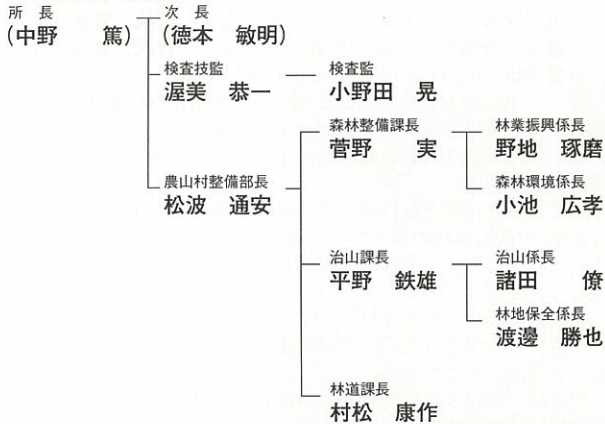 所 長
(中野　篤)
次 長
(徳本　敏明)
検査技監
渥美　恭一
検査監
小野田　晃
農山村整備部長
松波　通安
森林整備課長
菅野　実
林業振興係長
野地　琢磨
森林環境係長
小池　広孝
治山課長
平野　鉄雄
治山係長
諸田　僚
林地保全係長
渡邊　勝也
林道課長
村松　康作